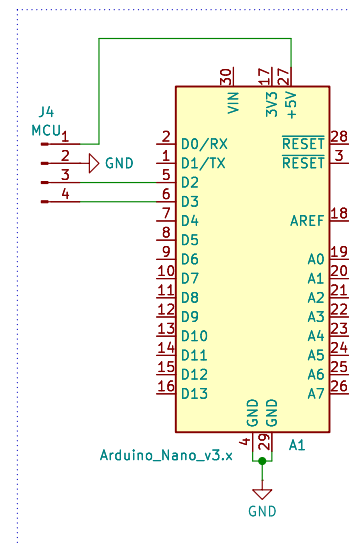 J4
MCU
1
2 GND
3
4
30 VIN
17 3V3
27 +5V
2 D0/RX
1 D1/TX
5 D2
6 D3
7 D4
8 D5
9 D6
10 D7
11 D8
12 D9
13 D10
14 D11
15 D12
16 D13
RESET 28
RESET 3
AREF 18
A0 19
A1 20
A2 21
A3 22
A4 23
A5 24
A6 25
A7 26
GND 4
GND 29
A1
Arduino_Nano_v3.x
GND